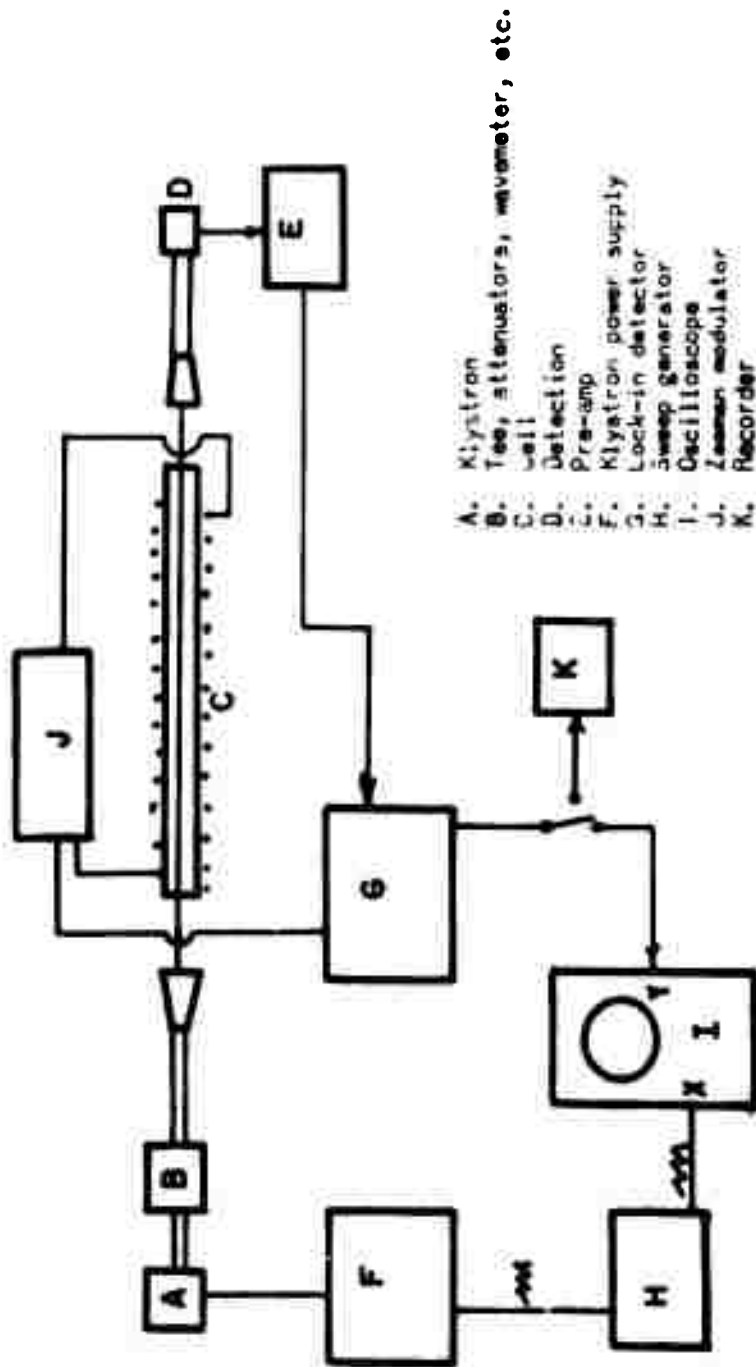 J
D
C
E
A
B
G
K
F
H
X
I
Y
A. Klystron
B. Tee, attenuators, wavemeter, etc.
C. Cell
D. Detection
E. Pre-amp
F. Klystron power supply
G. Lock-in detector
H. Sweep generator
I. Oscilloscope
J. Zeeman modulator
K. Recorder